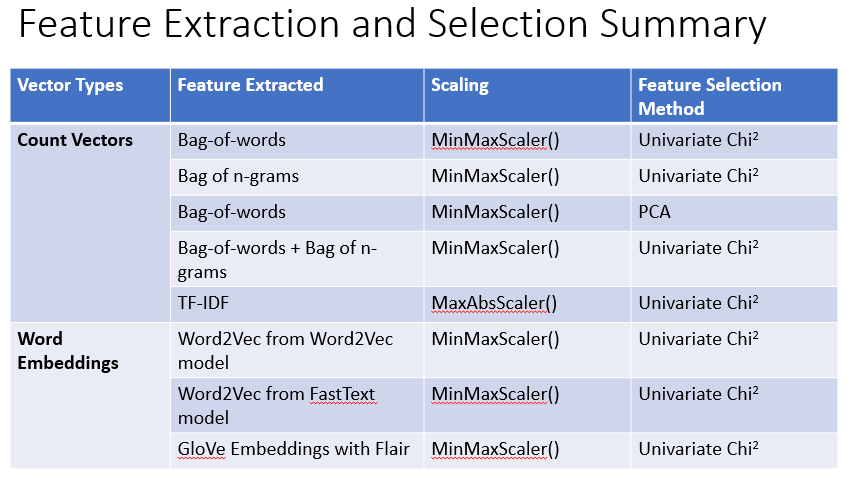 Feature Extraction and Selection Summary
Vector Types Feature Extracted Scaling Feature Selection
Method
Count Vectors Bag-of-words MinMaxScaler() Univariate Chi²
Bag of n-grams MinMaxScaler() Univariate Chi²
Bag-of-words MinMaxScaler() PCA
Bag-of-words + Bag of n- MinMaxScaler() Univariate Chi²
grams
TF-IDF MaxAbsScaler() Univariate Chi²
Word Word2Vec from Word2Vec MinMaxScaler() Univariate Chi²
Embeddings model
Word2Vec from FastText MinMaxScaler() Univariate Chi²
model
GloVe Embeddings with Flair MinMaxScaler() Univariate Chi²